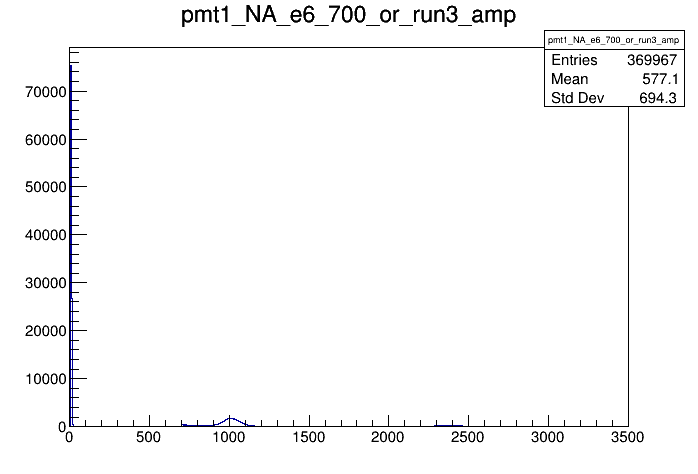 pmt1_NA_e6_700_or_run3_amp
pmt1_NA_e6_700_or_run3_amp
Entries 369967
Mean 577.1
Std Dev 694.3
70000
60000
50000
40000
30000
20000
10000
0
0 500 1000 1500 2000 2500 3000 3500